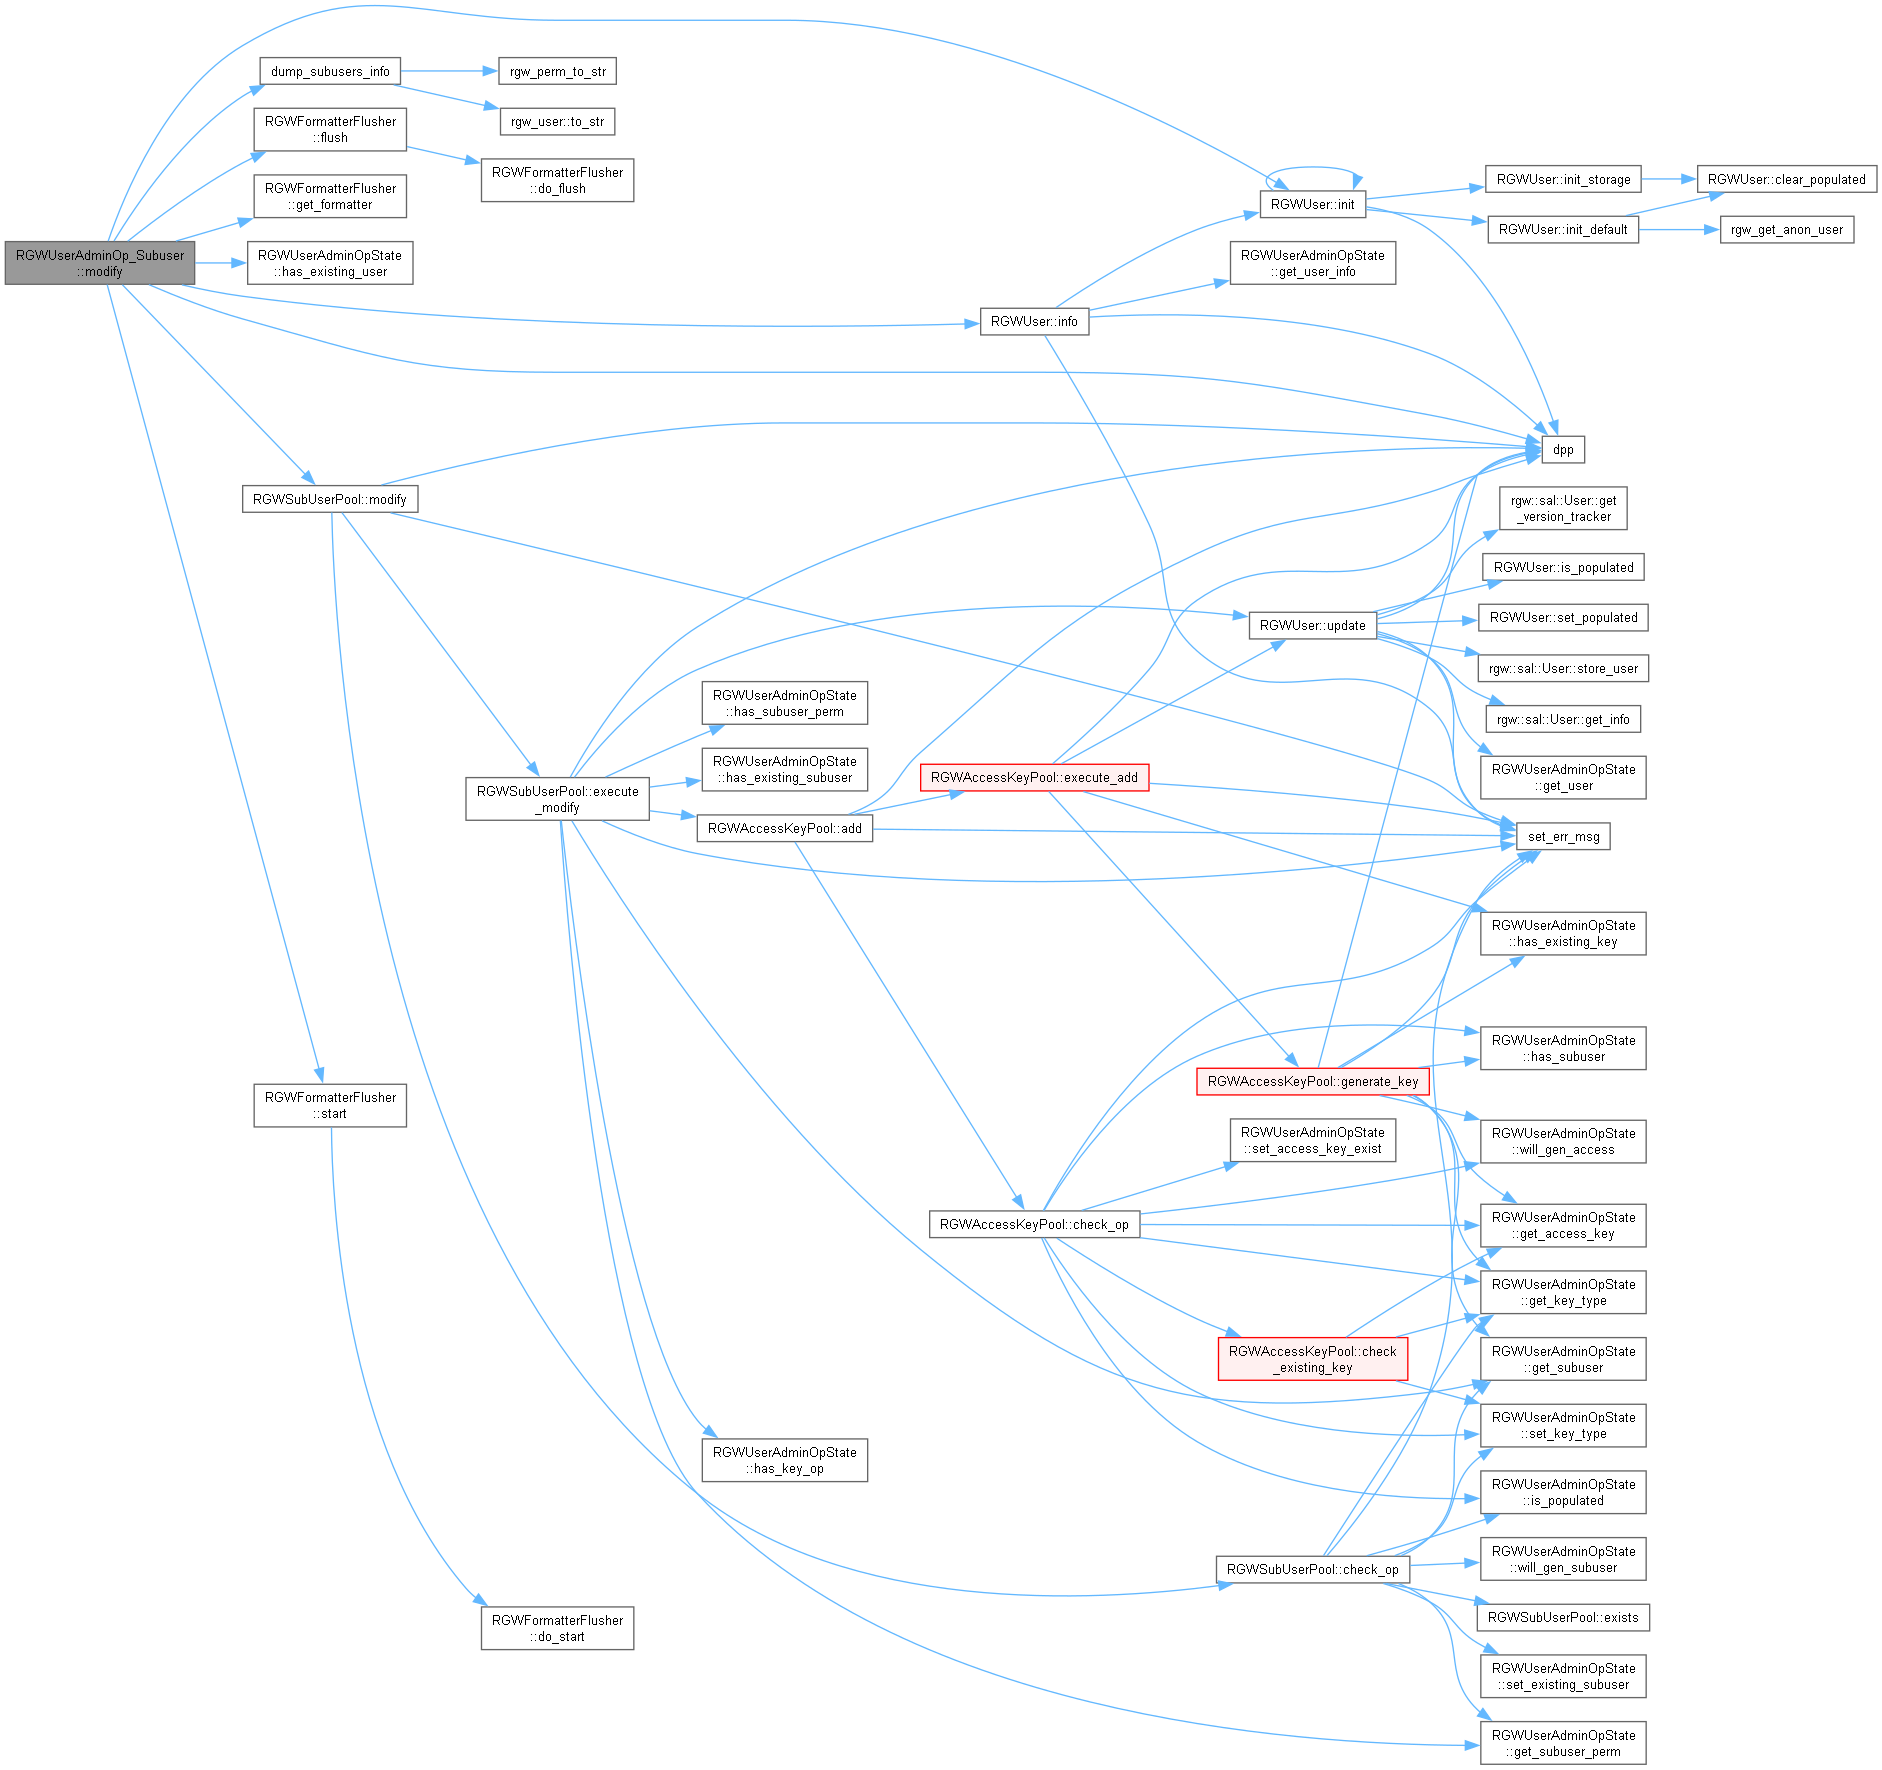 RGWUserAdminOp_Subuser
::modify
dump_subusers_info
RGWFormatterFlusher
::flush
RGWFormatterFlusher
::get_formatter
RGWUserAdminOpState
::has_existing_user
RGWSubUserPool::modify
RGWFormatterFlusher
::start
rgw_perm_to_str
rgw_user::to_str
RGWFormatterFlusher
::do_flush
RGWSubUserPool::execute
_modify
RGWFormatterFlusher
::do_start
RGWUserAdminOpState
::has_subuser_perm
RGWUserAdminOpState
::has_existing_subuser
RGWAccessKeyPool::add
RGWUserAdminOpState
::has_key_op
RGWUser::info
RGWAccessKeyPool::execute_add
RGWAccessKeyPool::check_op
RGWUser::init
RGWUserAdminOpState
::get_user_info
RGWUser::update
RGWAccessKeyPool::generate_key
RGWUserAdminOpState
::set_access_key_exist
RGWAccessKeyPool::check
_existing_key
RGWSubUserPool::check_op
RGWUser::init_storage
RGWUser::init_default
dpp
rgw::sal::User::get
_version_tracker
RGWUser::is_populated
RGWUser::set_populated
rgw::sal::User::store_user
rgw::sal::User::get_info
RGWUserAdminOpState
::get_user
set_err_msg
RGWUserAdminOpState
::has_existing_key
RGWUserAdminOpState
::has_subuser
RGWUserAdminOpState
::will_gen_access
RGWUserAdminOpState
::get_access_key
RGWUserAdminOpState
::get_key_type
RGWUserAdminOpState
::get_subuser
RGWUserAdminOpState
::set_key_type
RGWUserAdminOpState
::is_populated
RGWUserAdminOpState
::will_gen_subuser
RGWSubUserPool::exists
RGWUserAdminOpState
::set_existing_subuser
RGWUserAdminOpState
::get_subuser_perm
RGWUser::clear_populated
rgw_get_anon_user